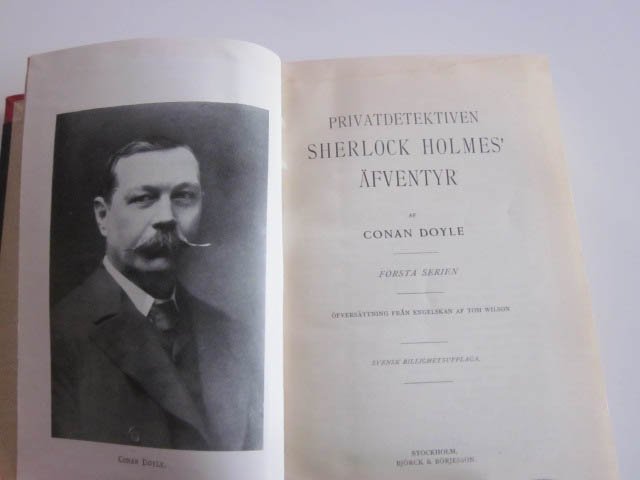 CONAN DOYLE.
PRIVATDETEKTIVEN
SHERLOCK HOLMES'
ÄFVENTYR
AF
CONAN DOYLE
FÖRSTA SERIEN
ÖFVERSÄTTNING FRÅN ENGELSKAN AF TOM WILSON
SVENSK BILLIGHETSUPPLAGA.
STOCKHOLM,
BJÖRCK & BÖRJESSON.